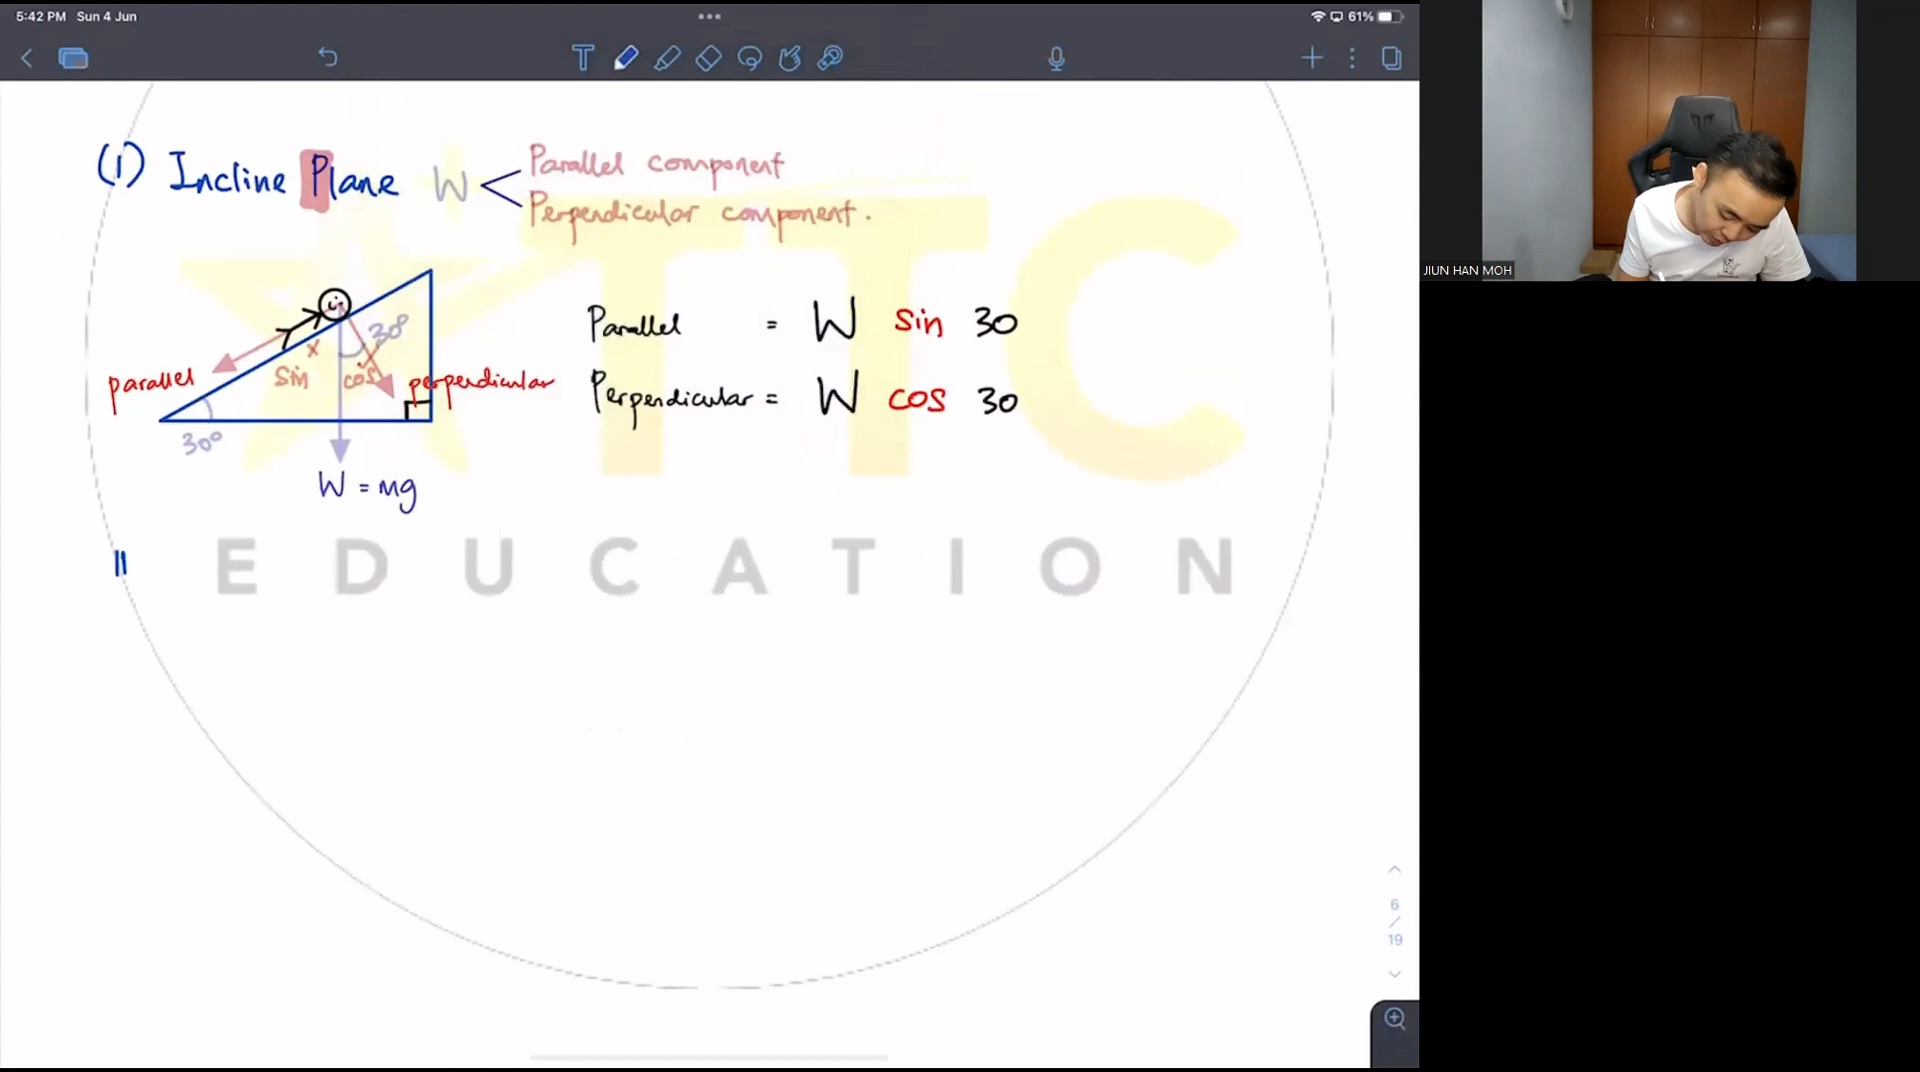 5:42 PM Sun 4 Jun
61%
T
JIUN HAN MOH
(1) Incline Plane W < Parallel component
Perpendicular component.
30°
parallel
sin
cos
perpendicular
30°
W = mg
Parallel = W sin 30
Perpendicular = W cos 30
||
TTC
EDUCATION
6
/
19